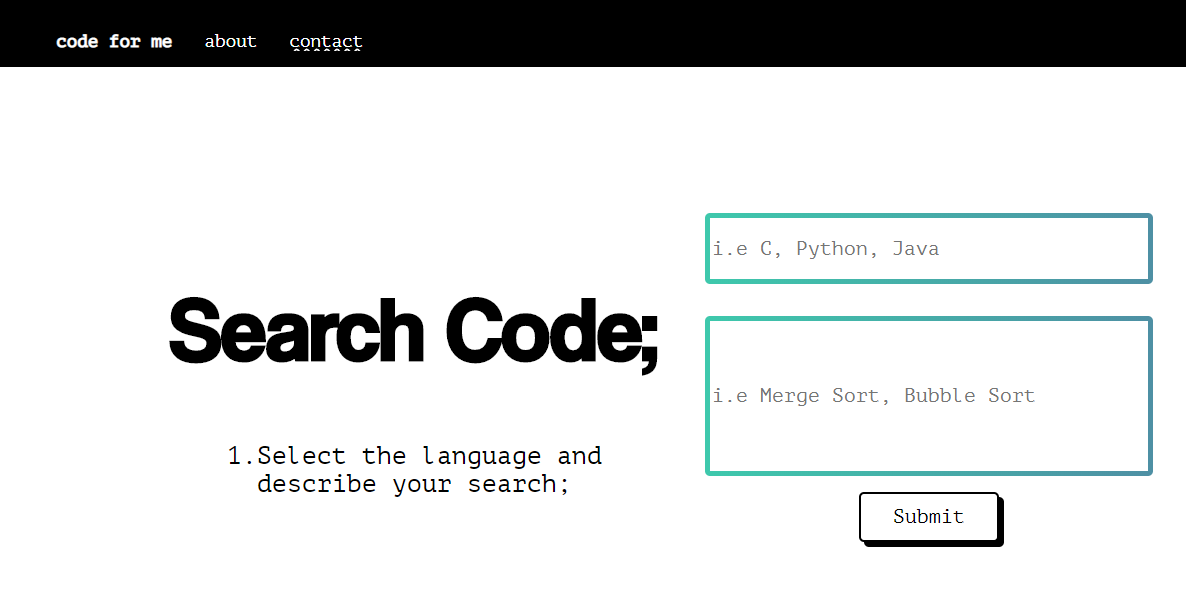 code for me about contact
i.e C, Python, Java
Search Code;
i.e Merge Sort, Bubble Sort
1.Select the language and
describe your search;
Submit